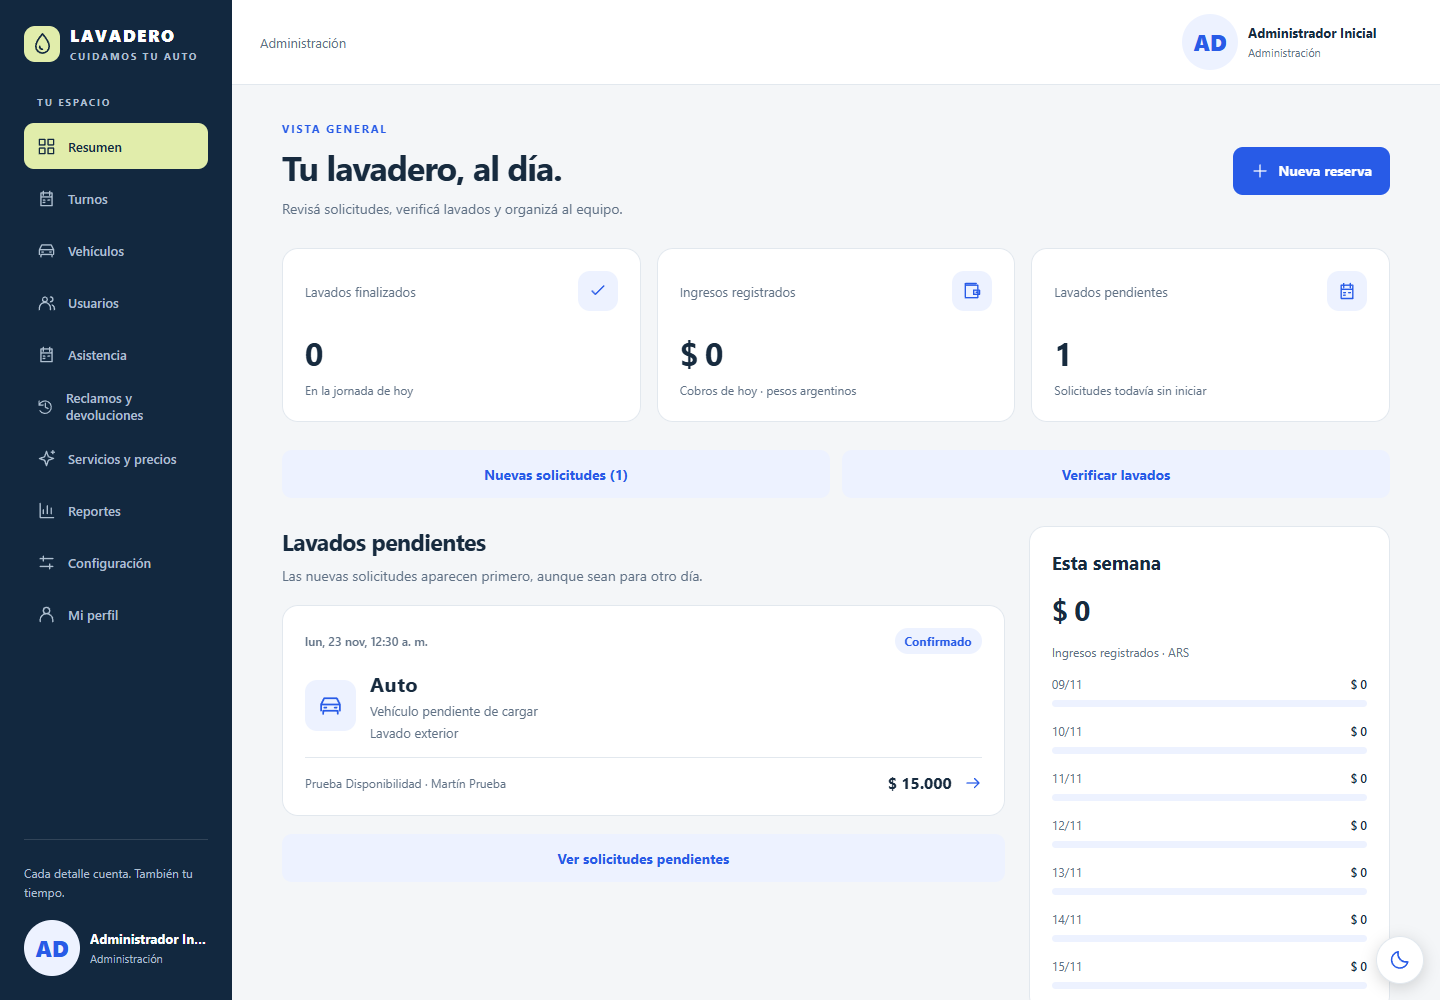 LAVADERO
CUIDAMOS TU AUTO
TU ESPACIO
Resumen
Turnos
Vehículos
Usuarios
Asistencia
Reclamos y
devoluciones
Servicios y precios
Reportes
Configuración
Mi perfil
Cada detalle cuenta. También tu
tiempo.
AD
Administrador In...
Administración
Administración
AD
Administrador Inicial
Administración
VISTA GENERAL
Tu lavadero, al día.
Revisá solicitudes, verificá lavados y organizá al equipo.
Nueva reserva
Lavados finalizados
0
En la jornada de hoy
Ingresos registrados
$ 0
Cobros de hoy · pesos argentinos
Lavados pendientes
1
Solicitudes todavía sin iniciar
Nuevas solicitudes (1)
Verificar lavados
Lavados pendientes
Las nuevas solicitudes aparecen primero, aunque sean para otro día.
lun, 23 nov, 12:30 a. m.
Confirmado
Auto
Vehículo pendiente de cargar
Lavado exterior
Prueba Disponibilidad · Martín Prueba
$ 15.000
Ver solicitudes pendientes
Esta semana
$ 0
Ingresos registrados · ARS
09/11 $ 0
10/11 $ 0
11/11 $ 0
12/11 $ 0
13/11 $ 0
14/11 $ 0
15/11 $ 0